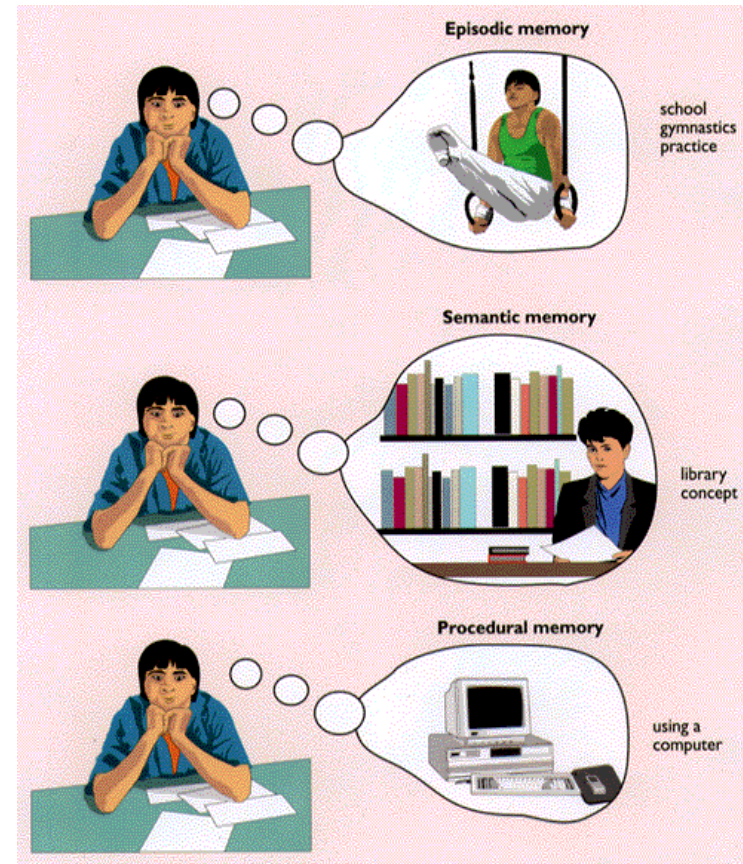 Episodic memory
school
gymnastics
practice
Semantic memory
library
concept
Procedural memory
using a
computer